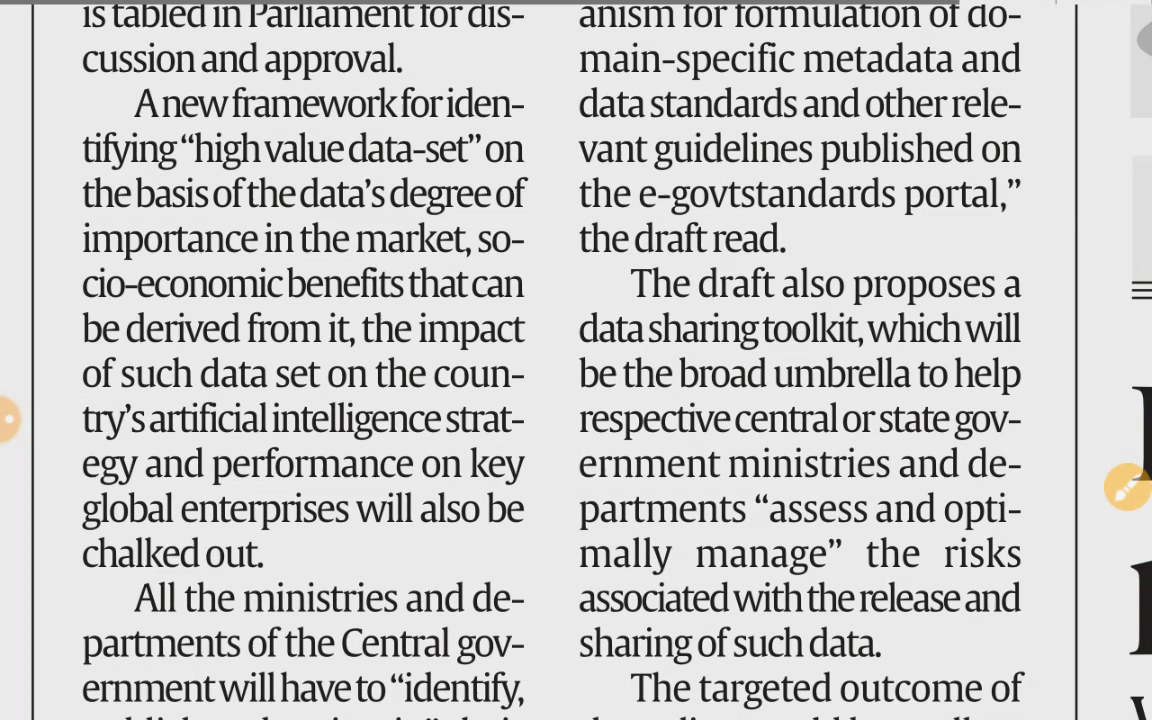 is tabled in Parliament for dis-
cussion and approval.
A new framework for iden-
tifying “high value data-set” on
the basis of the data’s degree of
importance in the market, so-
cio-economic benefits that can
be derived from it, the impact
of such data set on the coun-
try’s artificial intelligence strat-
egy and performance on key
global enterprises will also be
chalked out.
All the ministries and de-
partments of the Central gov-
ernment will have to “identify,
anism for formulation of do-
main-specific metadata and
data standards and other rele-
vant guidelines published on
the e-govtstandards portal,”
the draft read.
The draft also proposes a
data sharing toolkit, which will
be the broad umbrella to help
respective central or state gov-
ernment ministries and de-
partments “assess and opti-
mally manage” the risks
associated with the release and
sharing of such data.
The targeted outcome of